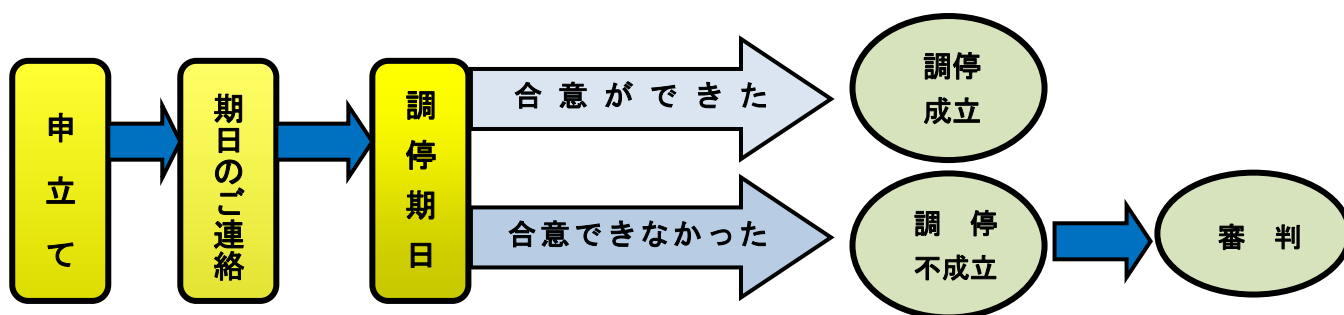 申立て
期日のご連絡
調停期日
合意ができた
調停
成立
合意できなかった
調　停
不成立
審　判